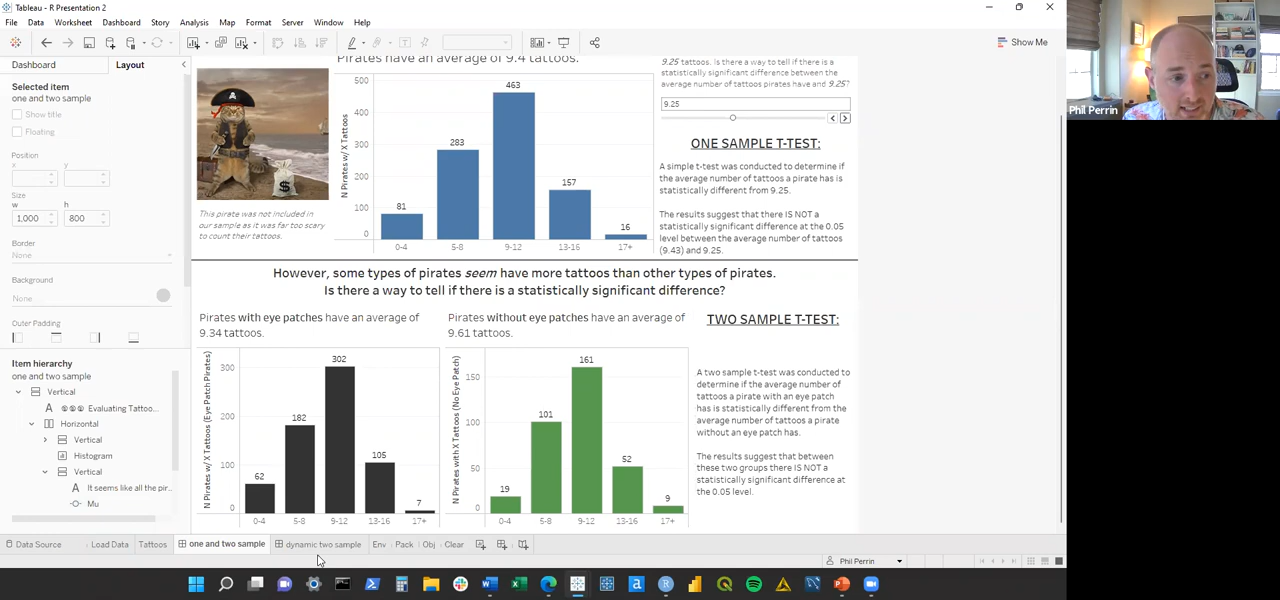 Tableau - R Presentation 2
File Data Worksheet Dashboard Story Analysis Map Format Server Window Help
Show Me
Dashboard Layout
Selected item
one and two sample
Show title
Floating
Position
x y
Size
w h
1,000 800
Border
None
Background
None
Outer Padding
Item hierarchy
one and two sample
Vertical
A Evaluating Tattoo...
Horizontal
Vertical
Histogram
Vertical
A It seems like all the pir..
Mu
Pirates have an average of 9.4 tattoos.
N Pirates w/ X Tattoos
500
400
300
200
100
0
81
283
463
157
16
0-4 5-8 9-12 13-16 17+
This pirate was not included in
our sample as it was far too scary
to count their tattoos.
9.25 tattoos. Is there a way to tell if there is a
statistically significant difference between the
average number of tattoos pirates have and 9.25?
9.25
ONE SAMPLE T-TEST:
A simple t-test was conducted to determine if
the average number of tattoos a pirate has is
statistically different from 9.25.
The results suggest that there IS NOT a
statistically significant difference at the 0.05
level between the average number of tattoos
(9.43) and 9.25.
However, some types of pirates seem have more tattoos than other types of pirates.
Is there a way to tell if there is a statistically significant difference?
Pirates with eye patches have an average of
9.34 tattoos.
N Pirates w/ X Tattoos (Eye Patch Pirates)
300
200
100
0
62
182
302
105
7
0-4 5-8 9-12 13-16 17+
Pirates without eye patches have an average of
9.61 tattoos.
N Pirates with X Tattoos (No Eye Patch)
150
100
50
0
19
101
161
52
9
0-4 5-8 9-12 13-16 17+
TWO SAMPLE T-TEST:
A two sample t-test was conducted to
determine if the average number of
tattoos a pirate with an eye patch
has is statistically different from the
average number of tattoos a pirate
without an eye patch has.
The results suggest that between
these two groups there IS NOT a
statistically significant difference at
the 0.05 level.
Data Source Load Data Tattoos one and two sample dynamic two sample Env Pack Obj Clear
Phil Perrin
Phil Perrin